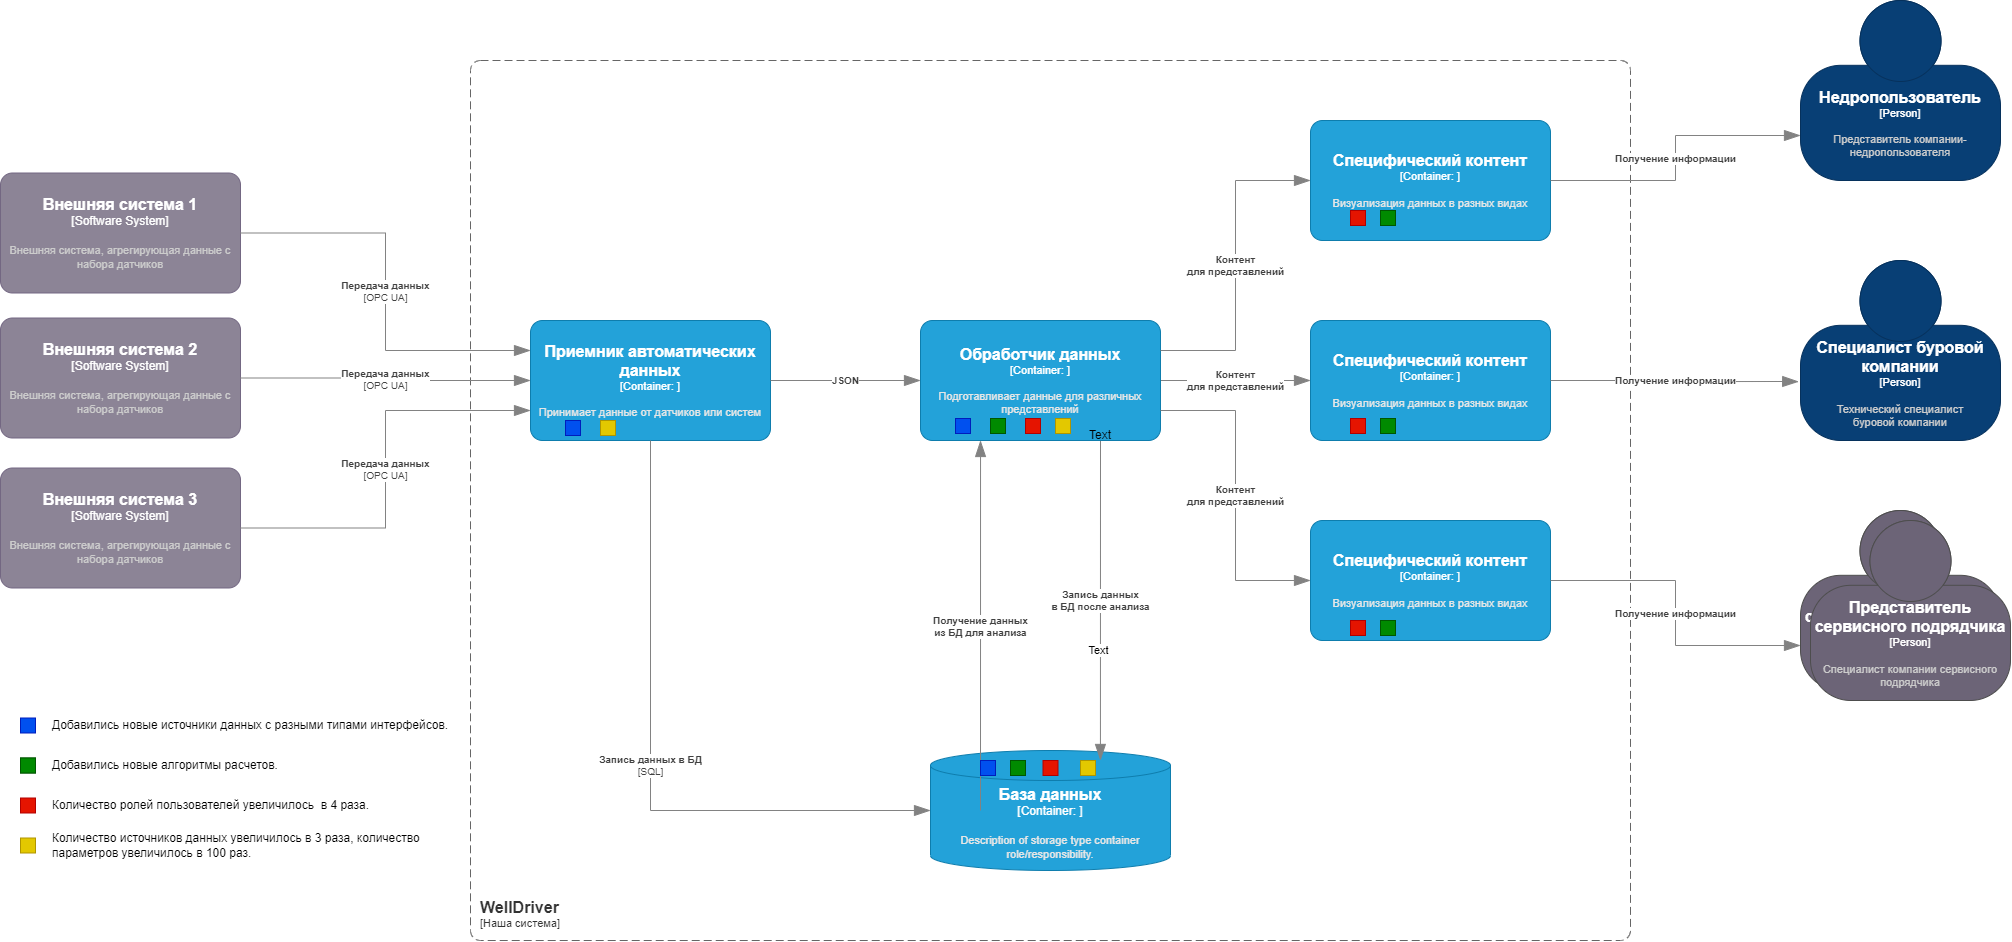 Внешняя система 1
[Software System]
Внешняя система, агрегирующая данные с
набора датчиков
Внешняя система 2
[Software System]
Внешняя система, агрегирующая данные с
набора датчиков
Внешняя система 3
[Software System]
Внешняя система, агрегирующая данные с
набора датчиков
Передача данных
[OPC UA]
Передача данных
[OPC UA]
Передача данных
[OPC UA]
Приемник автоматических
данных
[Container: ]
Принимает данные от датчиков или систем
JSON
Обработчик данных
[Container: ]
Подготавливает данные для различных
представлений
Text
Контент
для представлений
Контент
для представлений
Контент
для представлений
Специфический контент
[Container: ]
Визуализация данных в разных видах
Специфический контент
[Container: ]
Визуализация данных в разных видах
Специфический контент
[Container: ]
Визуализация данных в разных видах
Получение информации
Получение информации
Получение информации
Недропользователь
[Person]
Представитель компании-
недропользователя
Специалист буровой
компании
[Person]
Технический специалист
буровой компании
Представитель
сервисного подрядчика
[Person]
Специалист компании сервисного
подрядчика
Получение данных
из БД для анализа
Запись данных
в БД после анализа
Text
Запись данных в БД
[SQL]
База данных
[Container: ]
Description of storage type container
role/responsibility.
Добавились новые источники данных с разными типами интерфейсов.
Добавились новые алгоритмы расчетов.
Количество ролей пользователей увеличилось  в 4 раза.
Количество источников данных увеличилось в 3 раза, количество
параметров увеличилось в 100 раз.
WellDriver
[Наша система]